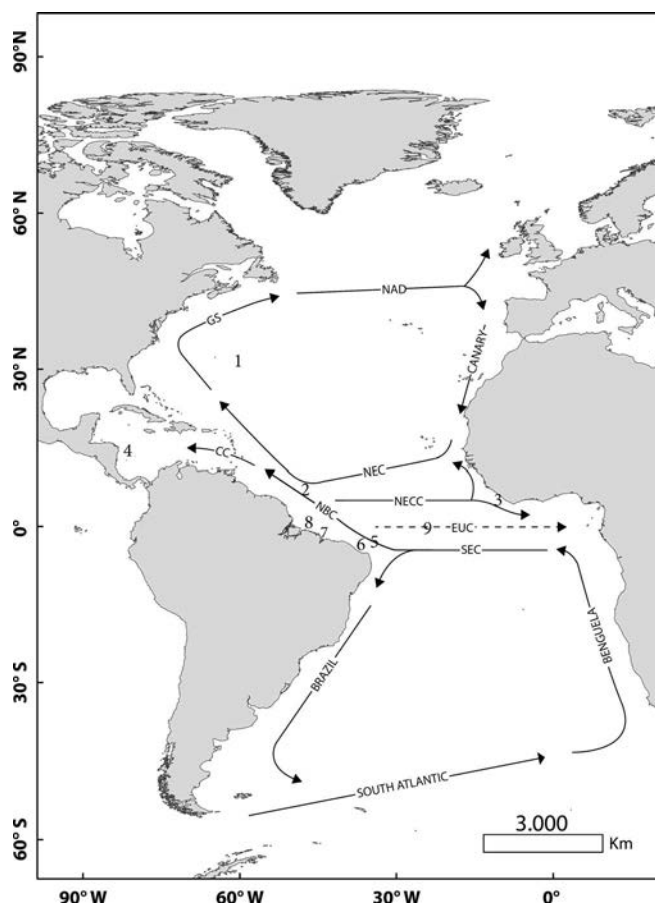 90° N
60° N
30° N
0°
30° S
60° S
NAD
GS
CANARY
1
4
CC
NEC
2
NBC
NECC
3
8
7
9
EUC
6
5
SEC
BRAZIL
BENGUELA
SOUTH ATLANTIC
3.000
Km
90° W
60° W
30° W
0°